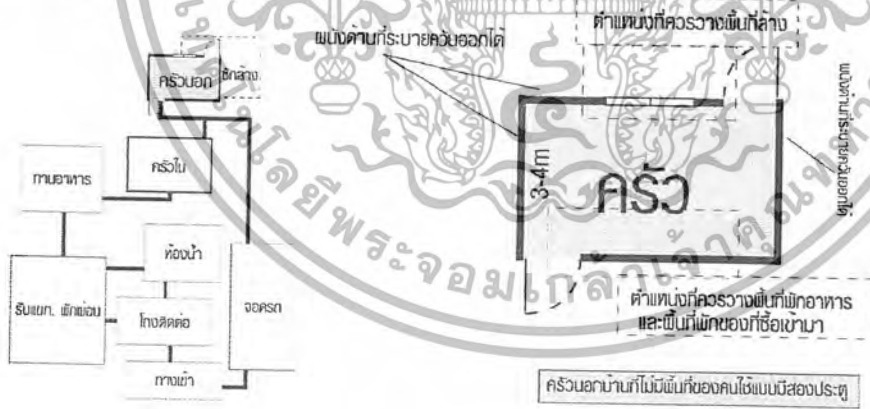 ครัวนอก
ซักล้าง
ครัวใน
ทานอาหาร
ห้องน้ำ
รับแขก. พักผ่อน
โถงติดต่อ
จอดรถ
ทางเข้า
ผนังด้านที่ระบายควันออกได้
ตำแหน่งที่ควรวางพื้นที่ล้าง
ผนังด้านที่ระบายควันออกได้
3-4m
ครัว
ตำแหน่งที่ควรวางพื้นที่พักอาหาร
และพื้นที่พักของที่ซื้อเข้ามา
ครัวนอกบ้านที่ไม่มีพื้นที่ของคนใช้แบบมีสองประตู